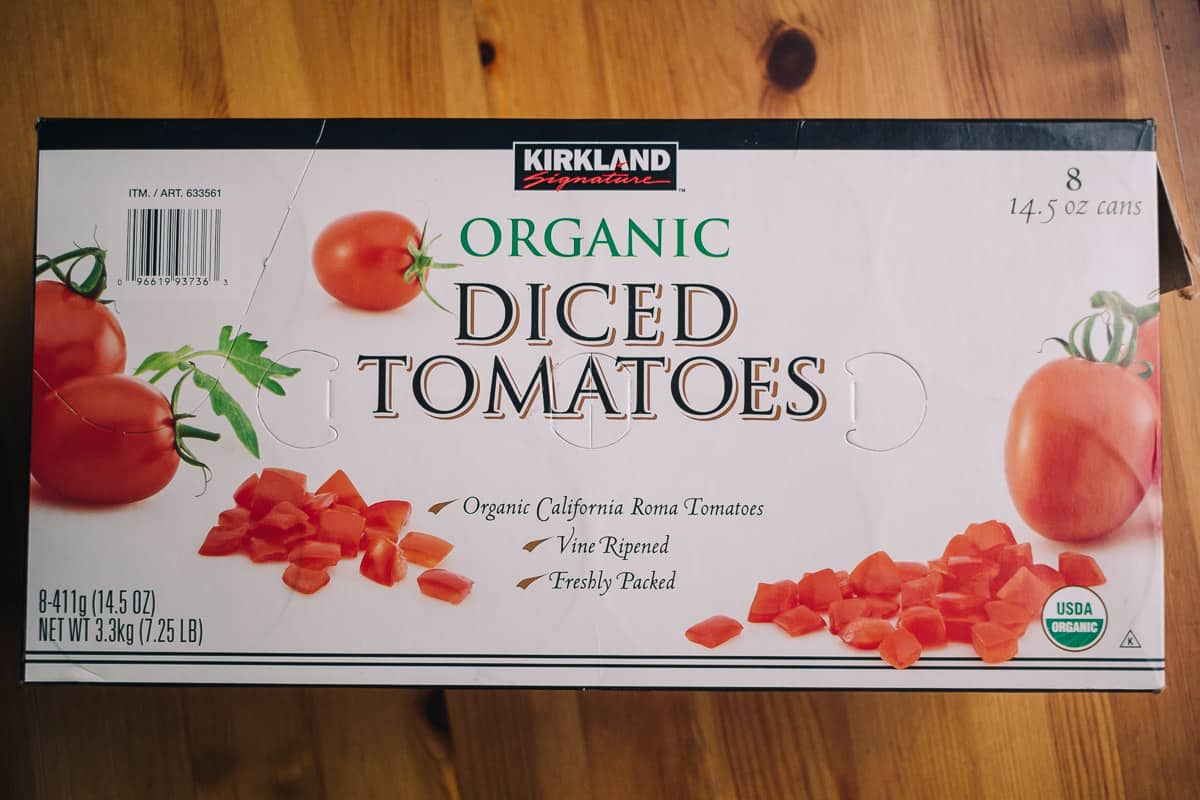 KIRKLAND
Signature™
ITM. / ART. 633561
0 96619 93736 3
8
14.5 oz cans
ORGANIC
DICED
TOMATOES
Organic California Roma Tomatoes
Vine Ripened
Freshly Packed
8-411g (14.5 OZ)
NET WT 3.3kg (7.25 LB)
USDA
ORGANIC
K